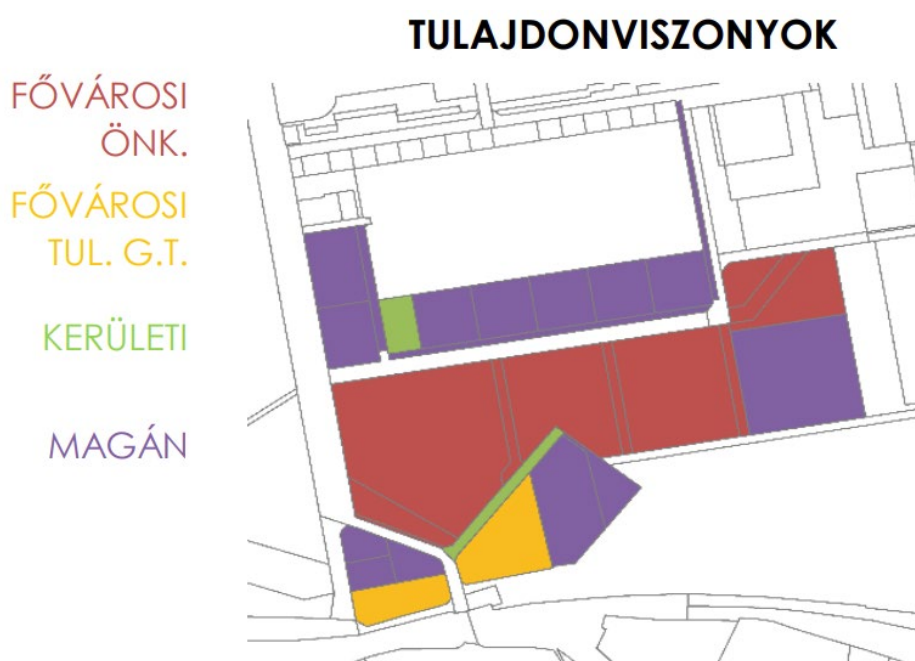 TULAJDONVISZONYOK
FŐVÁROSI
ÖNK.
FŐVÁROSI
TUL. G.T.
KERÜLETI
MAGÁN